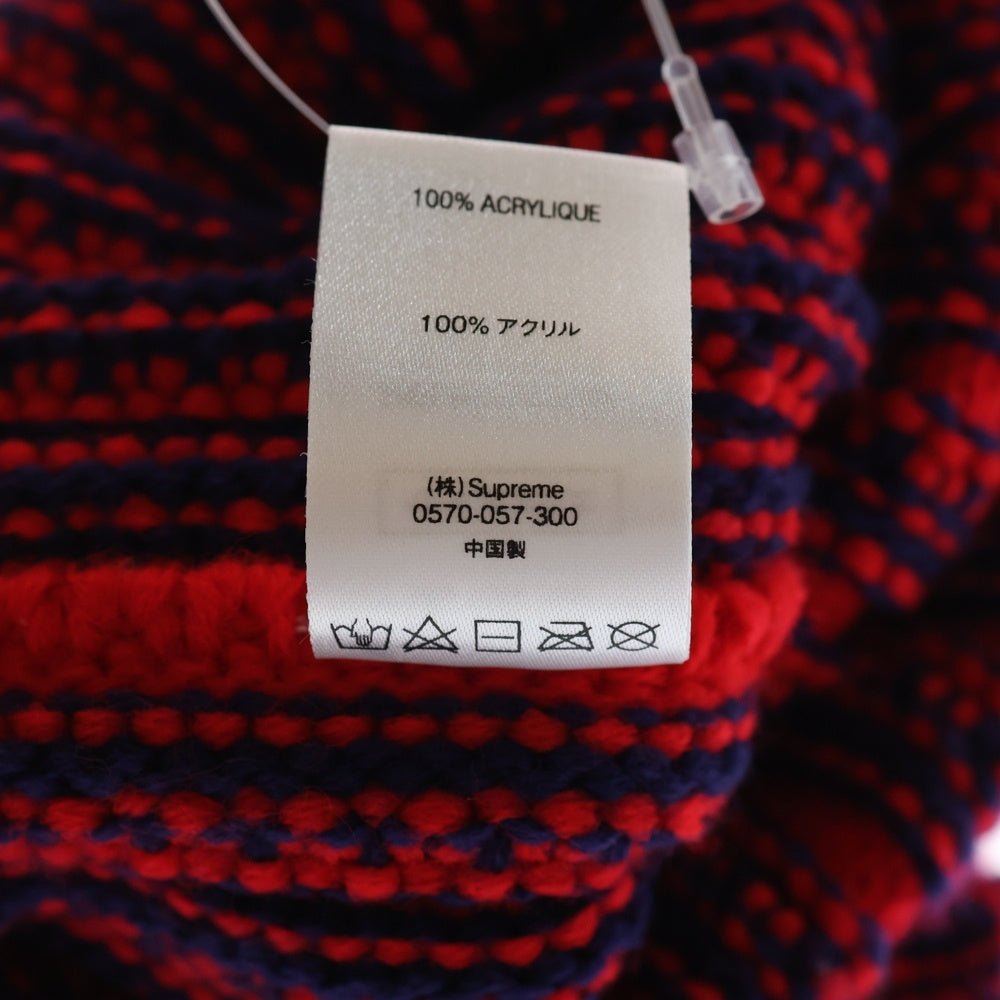 100% ACRYLIQUE
100% アクリル
(株)Supreme
0570-057-300
中国製